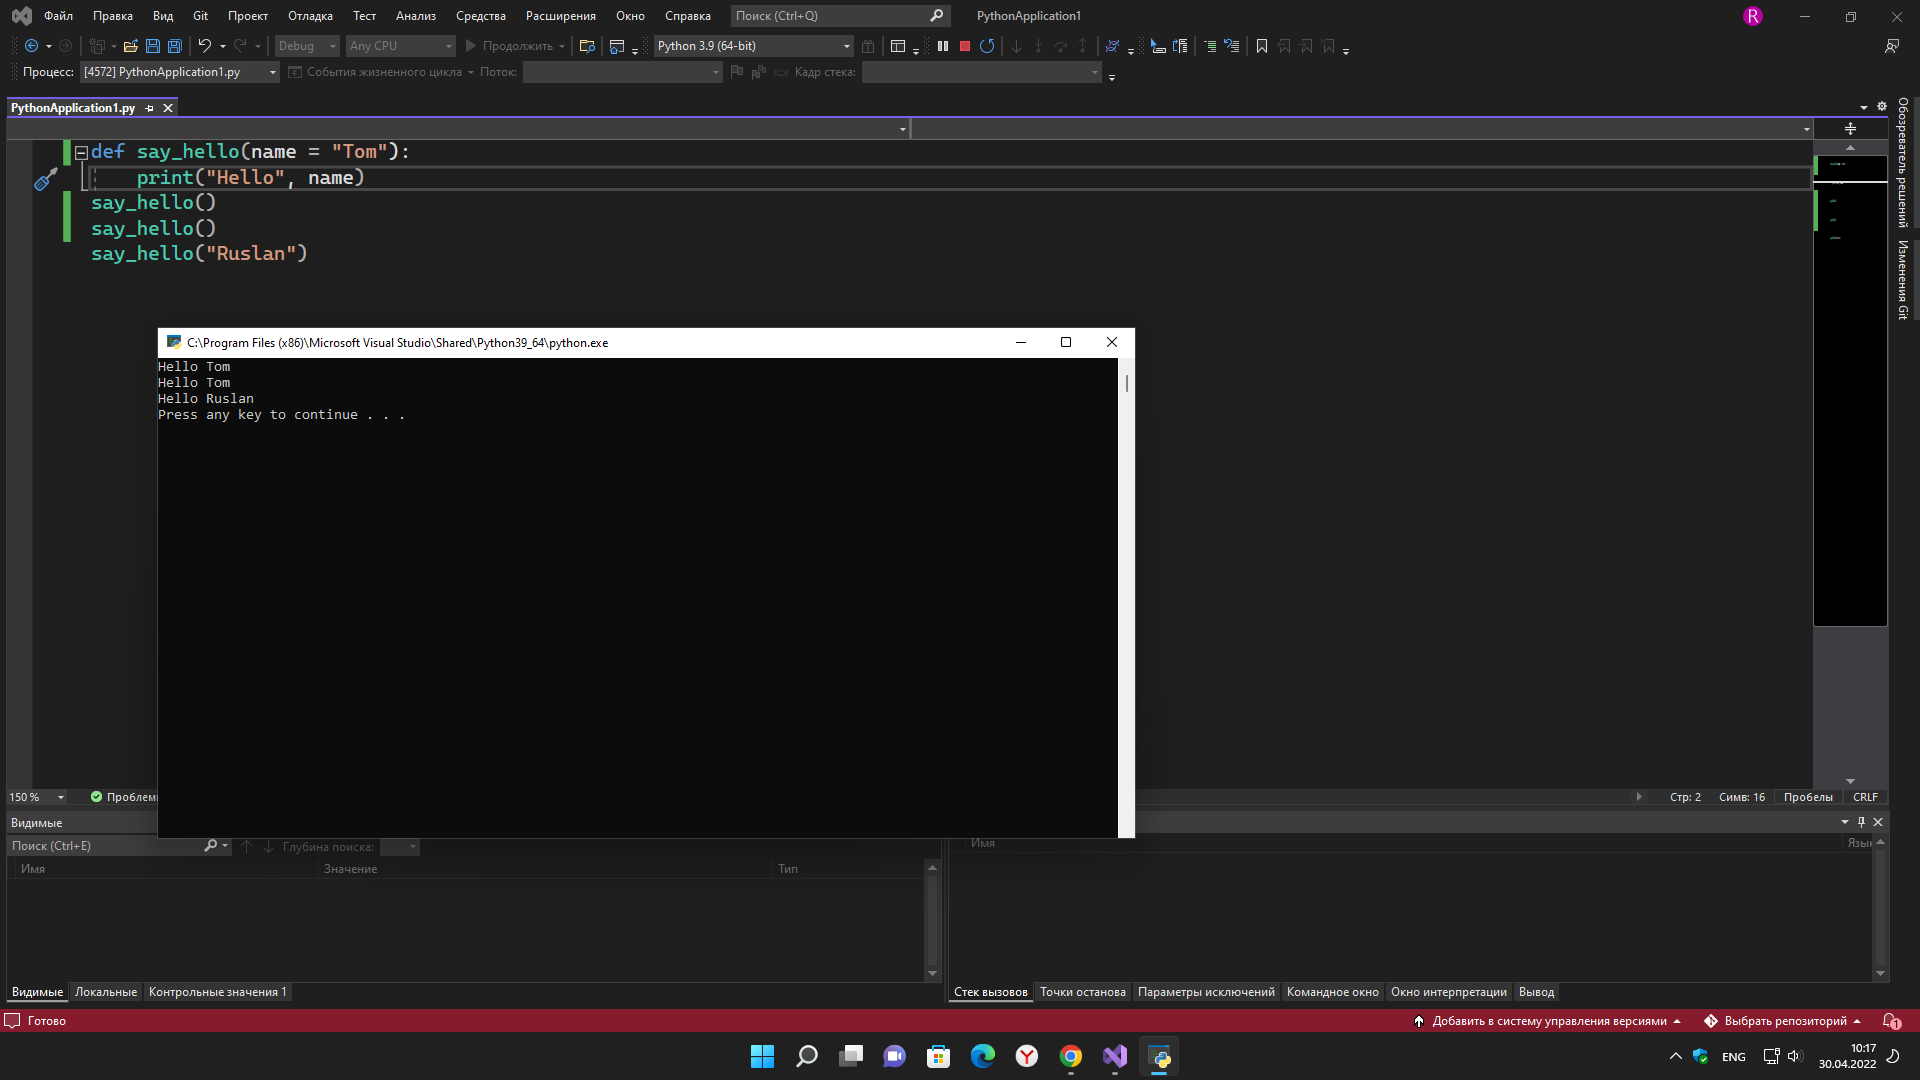 Файл Правка Вид Git Проект Отладка Тест Анализ Средства Расширения Окно Справка Поиск (Ctrl+Q) PythonApplication1 R
Debug Any CPU Продолжить Python 3.9 (64-bit)
Процесс: [4572] PythonApplication1.py События жизненного цикла Поток: Кадр стека:
PythonApplication1.py
def say_hello(name = "Tom"):
print("Hello", name)
say_hello()
say_hello()
say_hello("Ruslan")
Обозреватель решений
Изменения Git
C:\Program Files (x86)\Microsoft Visual Studio\Shared\Python39_64\python.exe
Hello Tom
Hello Tom
Hello Ruslan
Press any key to continue . . .
150 % Проблем Стр: 2 Симв: 16 Пробелы CRLF
Видимые
Поиск (Ctrl+E) Глубина поиска:
Имя Значение Тип
Имя Язык
Видимые Локальные Контрольные значения 1
Стек вызовов Точки останова Параметры исключений Командное окно Окно интерпретации Вывод
Готово Добавить в систему управления версиями Выбрать репозиторий 1
ENG 10:17
30.04.2022